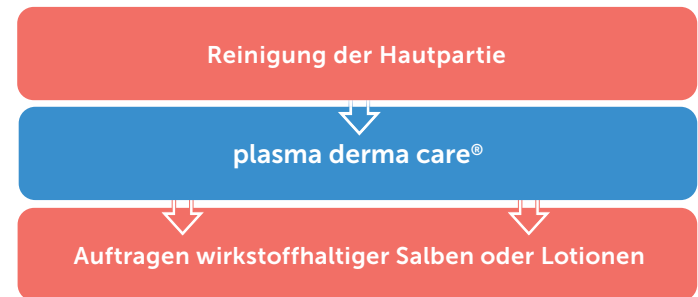 Reinigung der Hautpartie
plasma derma care®
Auftragen wirkstoffhaltiger Salben oder Lotionen